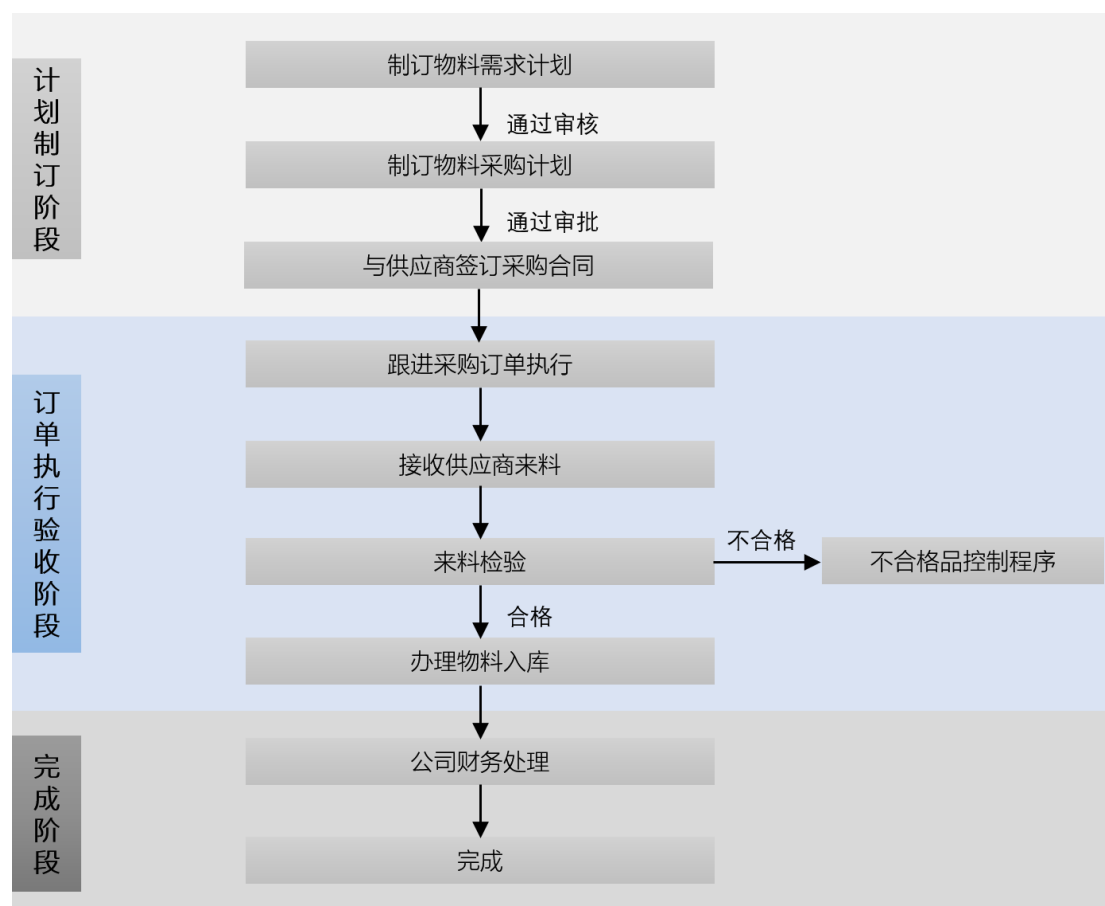 计划制订阶段
制订物料需求计划
通过审核
制订物料采购计划
通过审批
与供应商签订采购合同
订单执行验收阶段
跟进采购订单执行
接收供应商来料
来料检验
不合格
不合格品控制程序
合格
办理物料入库
完成阶段
公司财务处理
完成